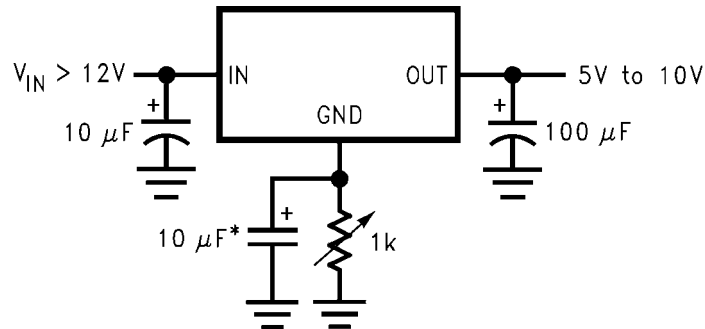 V_IN > 12V
IN
OUT
5V to 10V
GND
+
10 μF
+
100 μF
+
10 μF*
1k